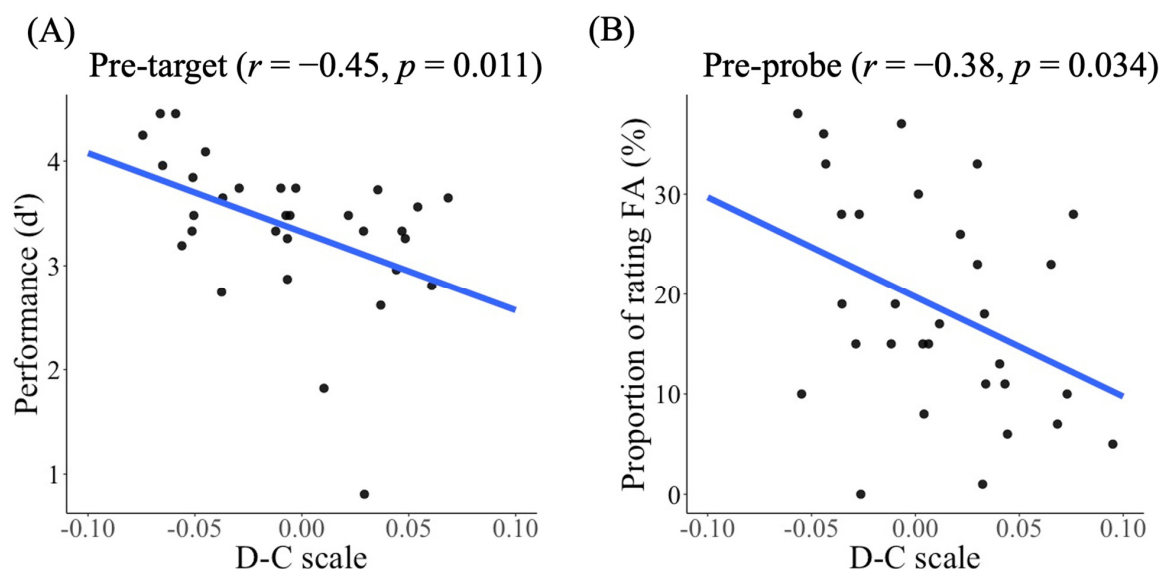 (A)
Pre-target (r = −0.45, p = 0.011)
Performance (d')
4
3
2
1
-0.10 -0.05 0.00 0.05 0.10
D-C scale
(B)
Pre-probe (r = −0.38, p = 0.034)
Proportion of rating FA (%)
30
20
10
0
-0.10 -0.05 0.00 0.05 0.10
D-C scale